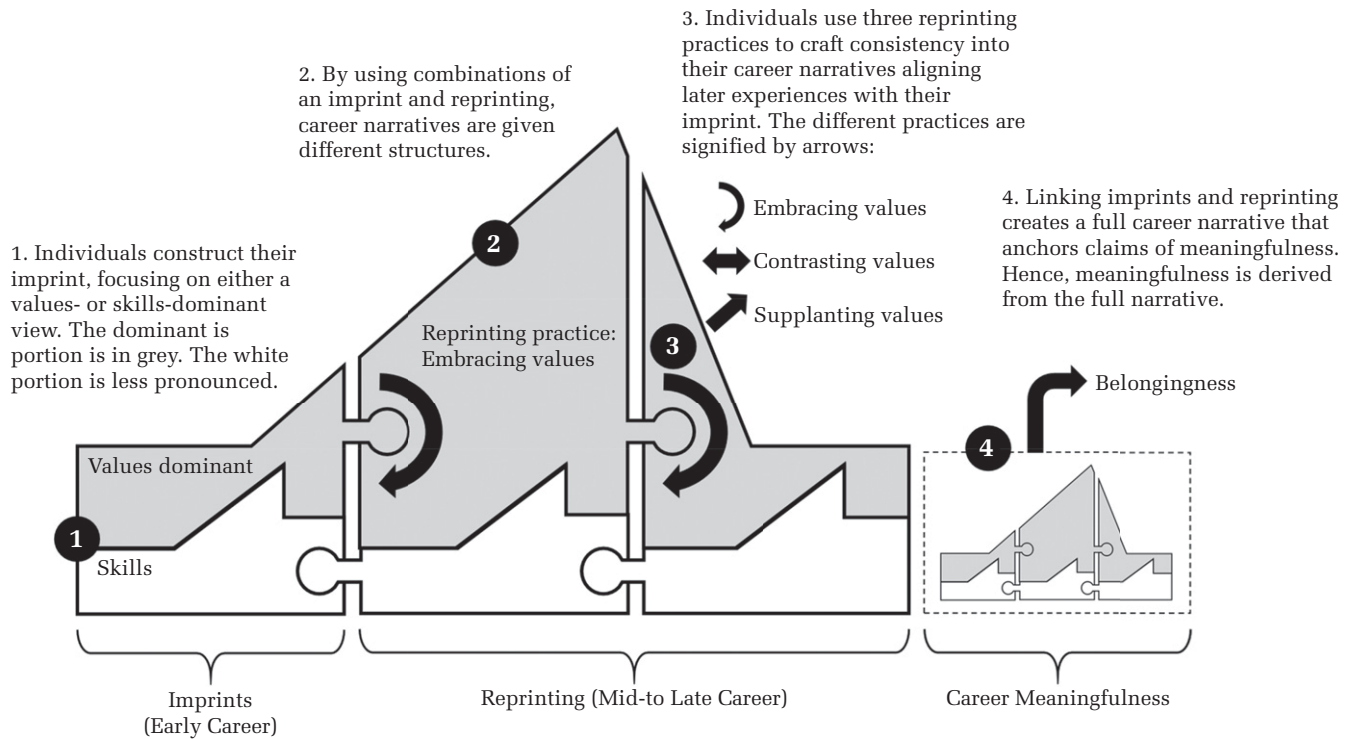 1. Individuals construct their
imprint, focusing on either a
values- or skills-dominant
view. The dominant is
portion is in grey. The white
portion is less pronounced.
2. By using combinations of
an imprint and reprinting,
career narratives are given
different structures.
3. Individuals use three reprinting
practices to craft consistency into
their career narratives aligning
later experiences with their
imprint. The different practices are
signified by arrows:
Embracing values
Contrasting values
Supplanting values
4. Linking imprints and reprinting
creates a full career narrative that
anchors claims of meaningfulness.
Hence, meaningfulness is derived
from the full narrative.
2
Reprinting practice:
Embracing values
3
Belongingness
4
Values dominant
1
Skills
Imprints
(Early Career)
Reprinting (Mid-to Late Career)
Career Meaningfulness